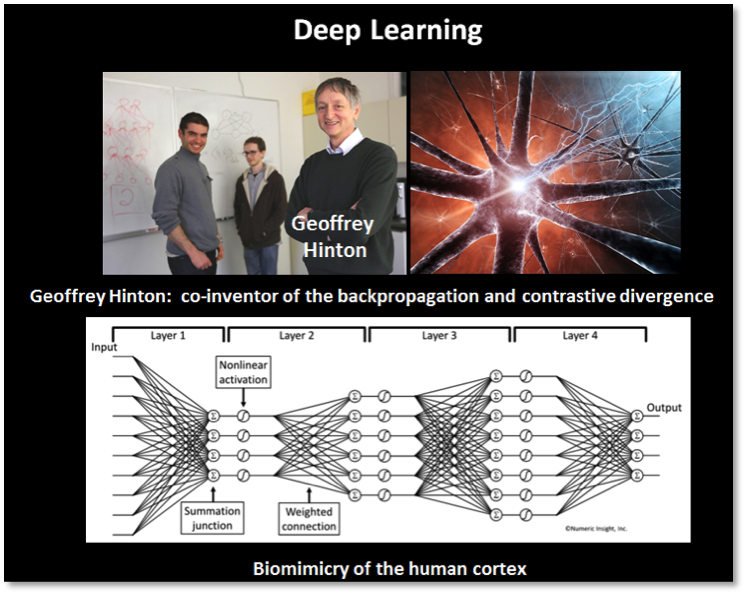 Deep Learning
Geoffrey
Hinton
Geoffrey Hinton:  co-inventor of the backpropagation and contrastive divergence
Layer 1
Layer 2
Layer 3
Layer 4
Input
Nonlinear
activation
Output
Summation
junction
Weighted
connection
©Numeric Insight, Inc.
Biomimicry of the human cortex